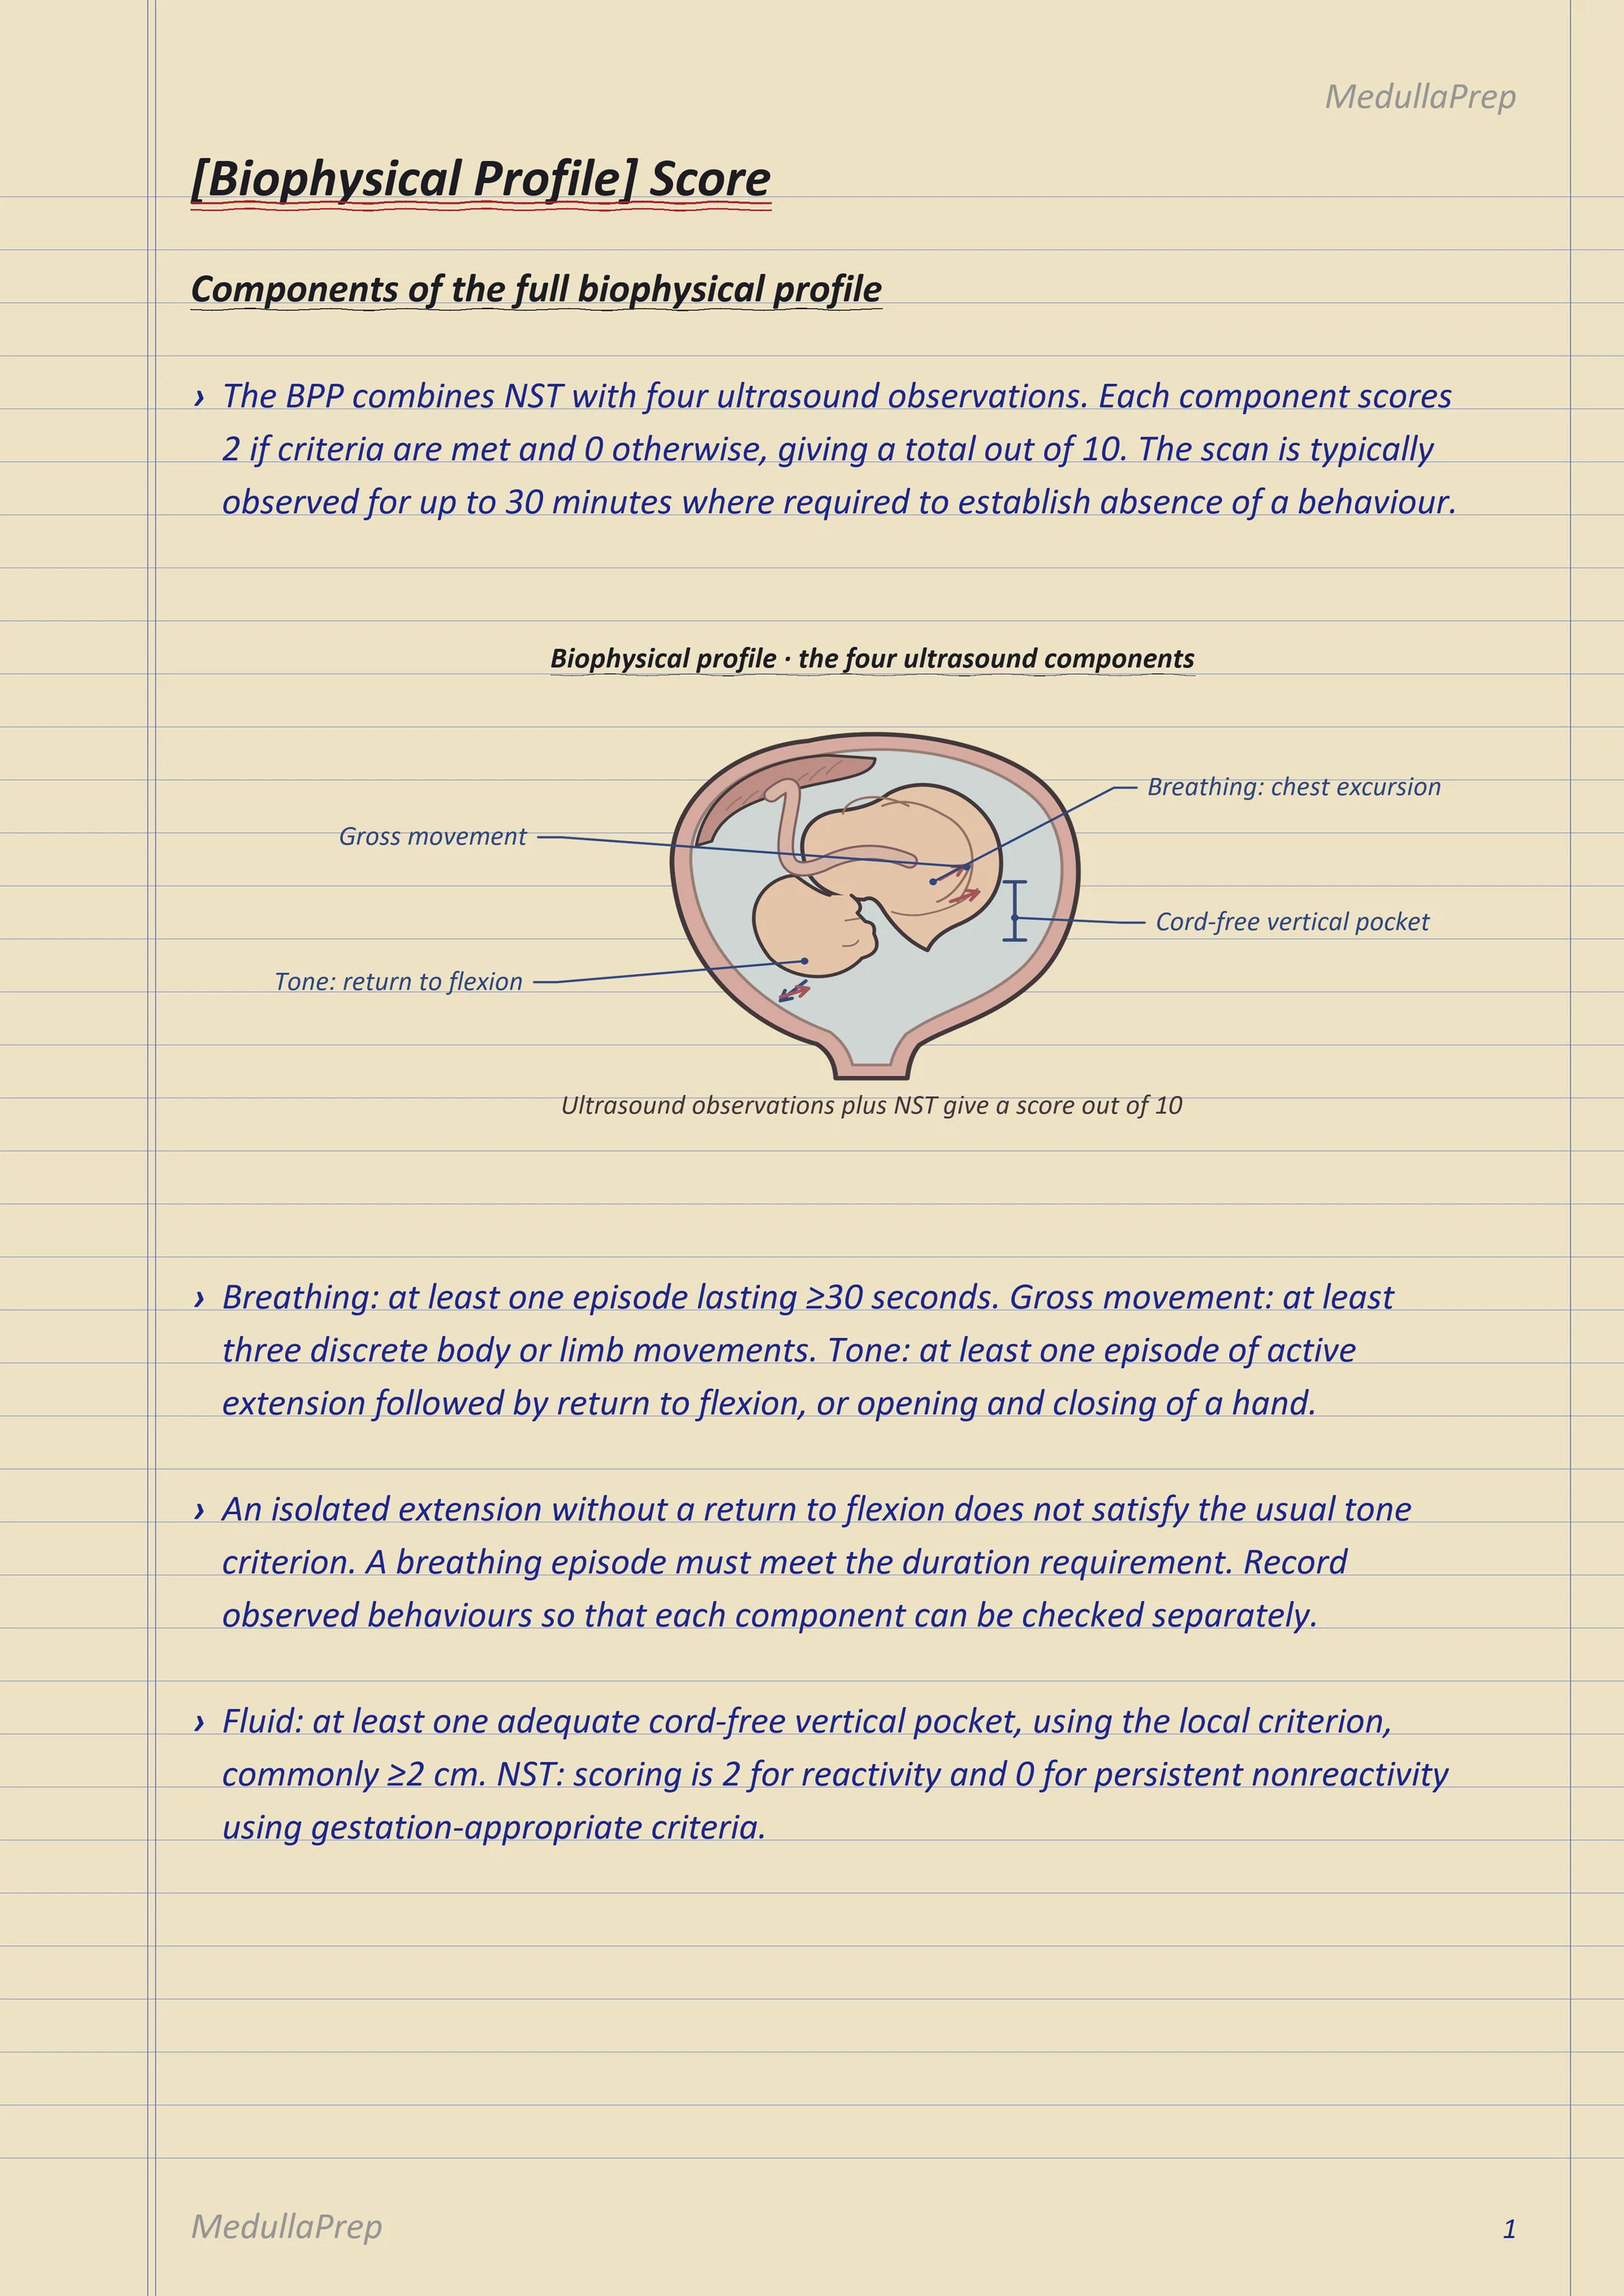 MedullaPrep
[Biophysical Profile] Score
Components of the full biophysical profile
› The BPP combines NST with four ultrasound observations. Each component scores
2 if criteria are met and 0 otherwise, giving a total out of 10. The scan is typically
observed for up to 30 minutes where required to establish absence of a behaviour.
Biophysical profile · the four ultrasound components
Breathing: chest excursion
Gross movement
Cord-free vertical pocket
Tone: return to flexion
Ultrasound observations plus NST give a score out of 10
› Breathing: at least one episode lasting ≥30 seconds. Gross movement: at least
three discrete body or limb movements. Tone: at least one episode of active
extension followed by return to flexion, or opening and closing of a hand.
› An isolated extension without a return to flexion does not satisfy the usual tone
criterion. A breathing episode must meet the duration requirement. Record
observed behaviours so that each component can be checked separately.
› Fluid: at least one adequate cord-free vertical pocket, using the local criterion,
commonly ≥2 cm. NST: scoring is 2 for reactivity and 0 for persistent nonreactivity
using gestation-appropriate criteria.
MedullaPrep
1